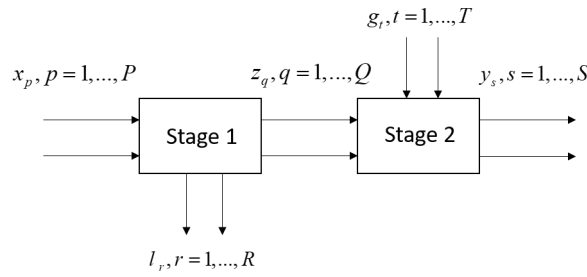 g_t, t = 1,..., T
x_p, p = 1,..., P
z_q, q = 1,..., Q
y_s, s = 1,..., S
Stage 1
Stage 2
l_r, r = 1,..., R